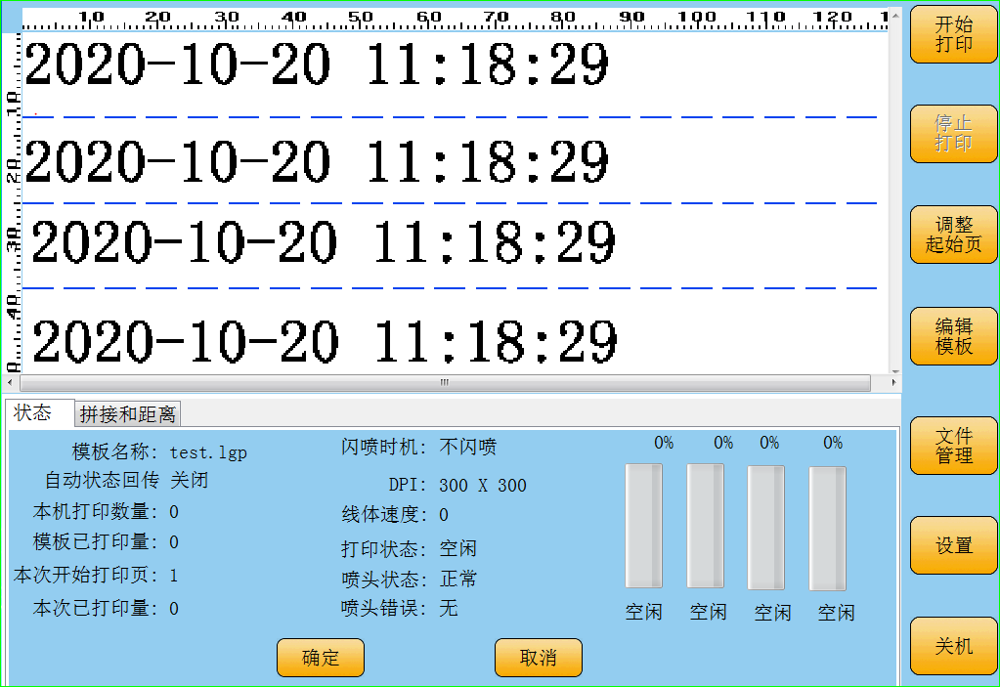 10 20 30 40 50 60 70 80 90 100 110 120 1
10
20
30
40
0
2020-10-20 11:18:29
2020-10-20 11:18:29
2020-10-20 11:18:29
2020-10-20 11:18:29
开始
打印
停止
打印
调整
起始页
编辑
模板
文件
管理
设置
关机
状态 拼接和距离
模板名称: test.lgp
自动状态回传 关闭
本机打印数量: 0
模板已打印量: 0
本次开始打印页: 1
本次已打印量: 0
闪喷时机: 不闪喷
DPI: 300 X 300
线体速度: 0
打印状态: 空闲
喷头状态: 正常
喷头错误: 无
0% 0% 0% 0%
空闲 空闲 空闲 空闲
确定 取消